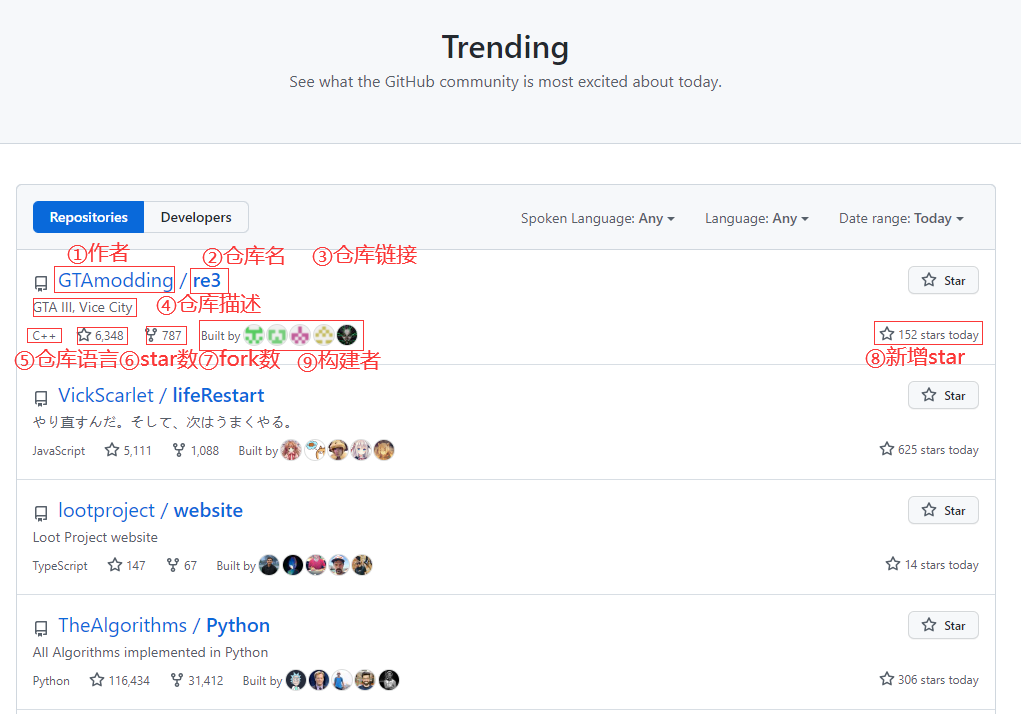 Trending
See what the GitHub community is most excited about today.
Repositories Developers Spoken Language: Any Language: Any Date range: Today
①作者 ②仓库名 ③仓库链接
GTAmodding / re3 Star
GTA III, Vice City ④仓库描述
C++ 6,348 787 Built by 152 stars today
⑤仓库语言⑥star数⑦fork数 ⑨构建者 ⑧新增star
VickScarlet / lifeRestart Star
やり直すんだ。そして、次はうまくやる。
JavaScript 5,111 1,088 Built by 625 stars today
lootproject / website Star
Loot Project website
TypeScript 147 67 Built by 14 stars today
TheAlgorithms / Python Star
All Algorithms implemented in Python
Python 116,434 31,412 Built by 306 stars today